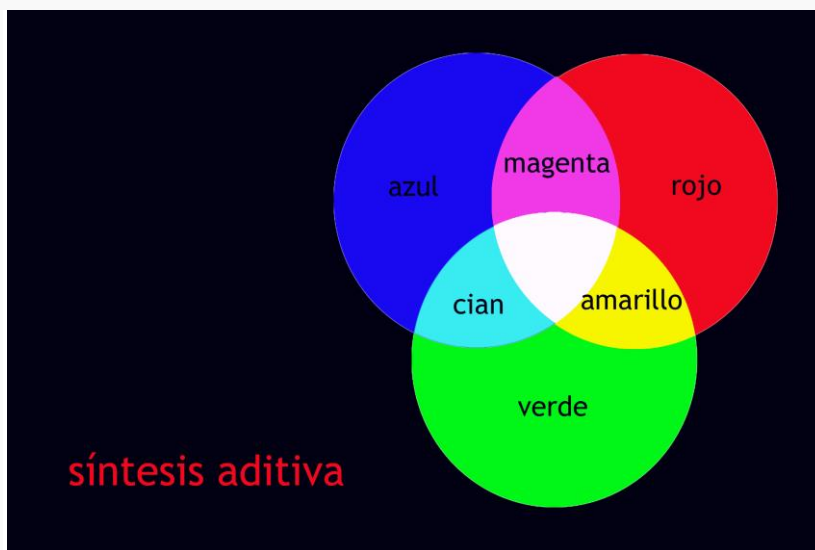 magenta
azul
rojo
cian
amarillo
verde
síntesis aditiva